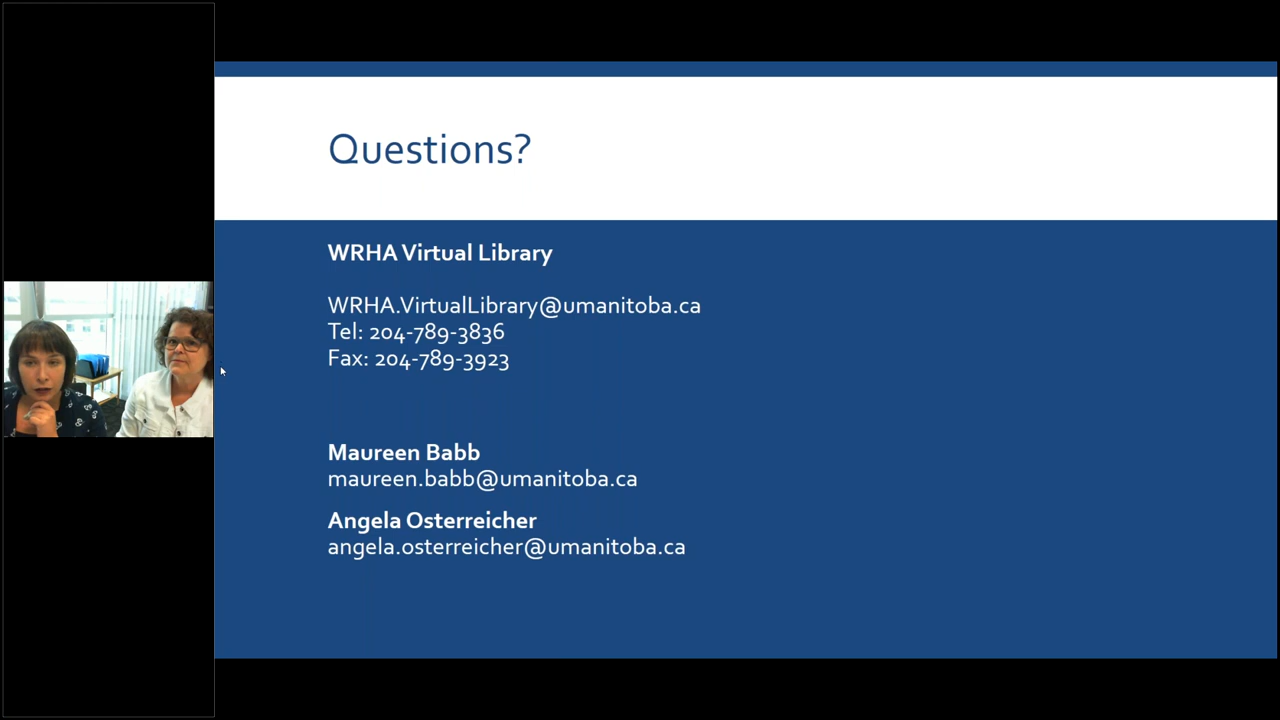 Questions?
WRHA Virtual Library
WRHA.VirtualLibrary@umanitoba.ca
Tel: 204-789-3836
Fax: 204-789-3923
Maureen Babb
maureen.babb@umanitoba.ca
Angela Osterreicher
angela.osterreicher@umanitoba.ca